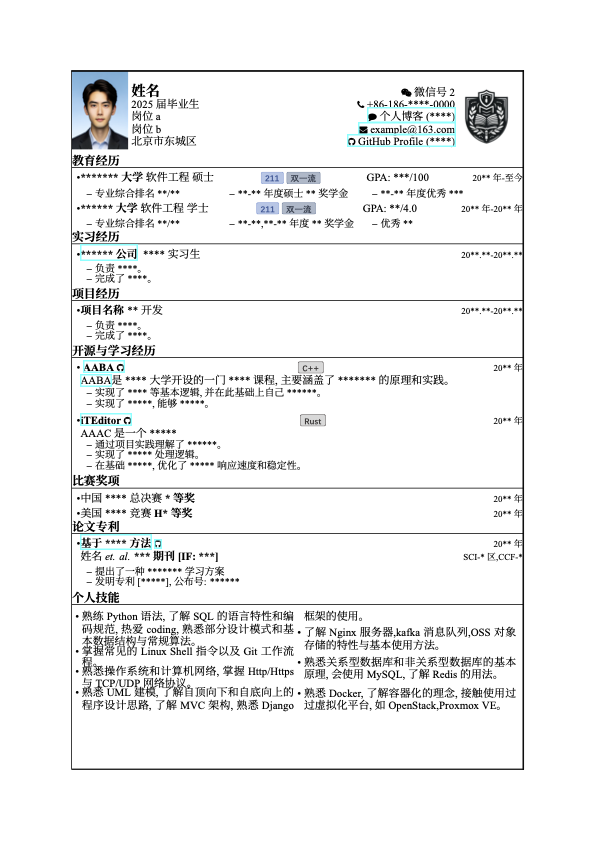 姓名
2025 届毕业生
岗位 a
岗位 b
北京市东城区
微信号 2
+86-186-****-0000
个人博客 (****)
example@163.com
GitHub Profile (****)
教育经历
•******* 大学 软件工程 硕士 211 双一流 GPA: ***/100 20** 年-至今
– 专业综合排名 **/** – **-** 年度硕士 ** 奖学金 – **-** 年度优秀 ***
•****** 大学 软件工程 学士 211 双一流 GPA: **/4.0 20** 年-20** 年
– 专业综合排名 **/** – **-**,**-** 年度 ** 奖学金 – 优秀 **
实习经历
•****** 公司 **** 实习生 20**.**-20**.**
– 负责 ****。
– 完成了 ****。
项目经历
•项目名称 ** 开发 20**.**-20**.**
– 负责 ****。
– 完成了 ****。
开源与学习经历
• AABA C++ 20** 年
AABA是 **** 大学开设的一门 **** 课程, 主要涵盖了 ******* 的原理和实践。
– 实现了 **** 等基本逻辑, 并在此基础上自己 ******。
– 实现了 *****, 能够 *****。
•iTEditor Rust 20** 年
AAAC 是一个 *****
– 通过项目实践理解了 ******。
– 实现了 ***** 处理逻辑。
– 在基础 *****, 优化了 ***** 响应速度和稳定性。
比赛奖项
•中国 **** 总决赛 * 等奖 20** 年
•美国 **** 竞赛 H* 等奖 20** 年
论文专利
•基于 **** 方法 20** 年
姓名 et. al. *** 期刊 [IF: ***] SCI-* 区,CCF-*
– 提出了一种 ******* 学习方案
– 发明专利 [*****], 公布号: ******
个人技能
• 熟练 Python 语法, 了解 SQL 的语言特性和编
码规范, 热爱 coding, 熟悉部分设计模式和基
本数据结构与常规算法。
• 掌握常见的 Linux Shell 指令以及 Git 工作流
程。
• 熟悉操作系统和计算机网络, 掌握 Http/Https
与 TCP/UDP 网络协议。
• 熟悉 UML 建模, 了解自顶向下和自底向上的
程序设计思路, 了解 MVC 架构, 熟悉 Django
框架的使用。
• 了解 Nginx 服务器,kafka 消息队列,OSS 对象
存储的特性与基本使用方法。
• 熟悉关系型数据库和非关系型数据库的基本
原理, 会使用 MySQL, 了解 Redis 的用法。
• 熟悉 Docker, 了解容器化的理念, 接触使用过
过虚拟化平台, 如 OpenStack,Proxmox VE。